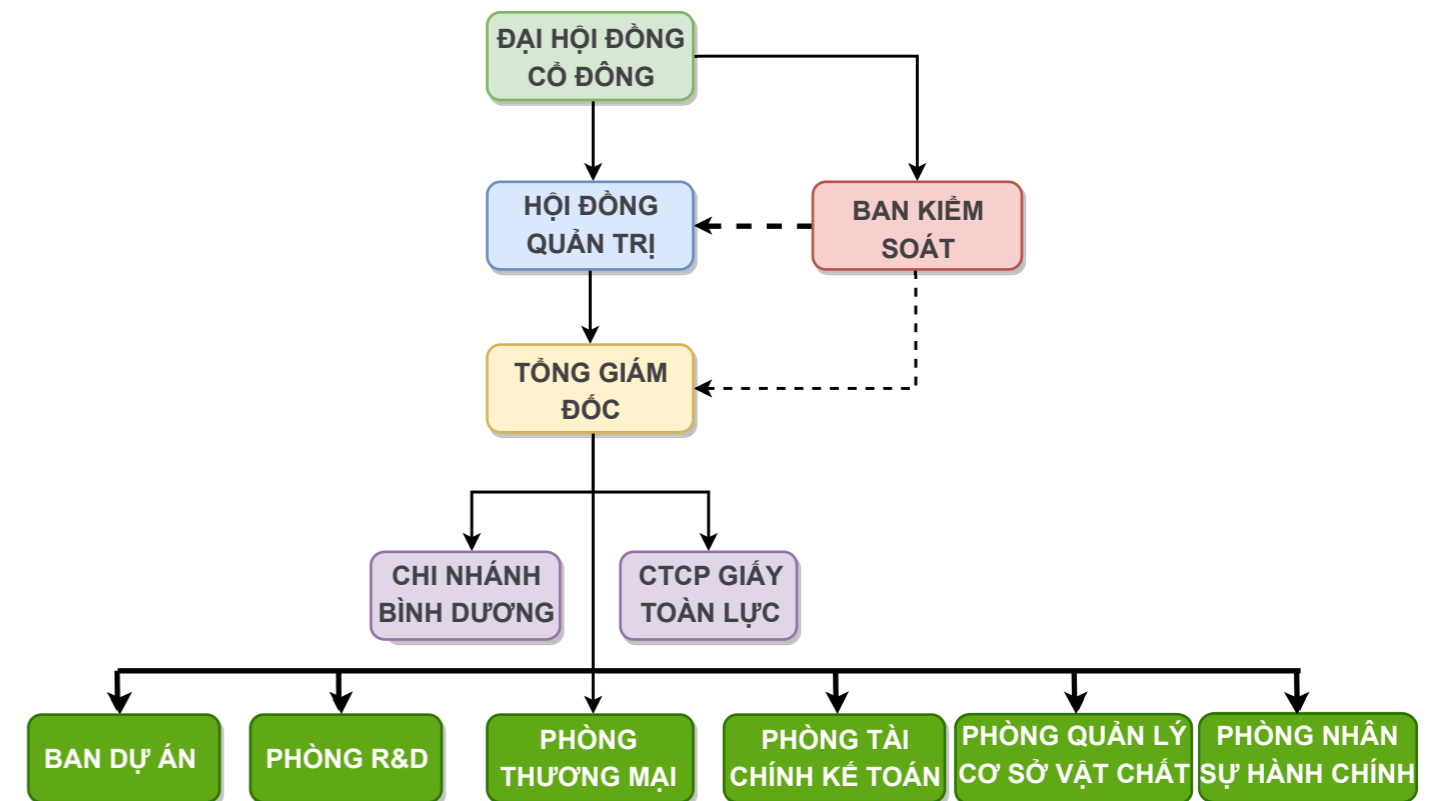 ĐẠI HỘI ĐỒNG
CỔ ĐÔNG
HỘI ĐỒNG
QUẢN TRỊ
BAN KIỂM
SOÁT
TỔNG GIÁM
ĐỐC
CHI NHÁNH
BÌNH DƯƠNG
CTCP GIẤY
TOÀN LỰC
BAN DỰ ÁN
PHÒNG R&D
PHÒNG
THƯƠNG MẠI
PHÒNG TÀI
CHÍNH KẾ TOÁN
PHÒNG QUẢN LÝ
CƠ SỞ VẬT CHẤT
PHÒNG NHÂN
SỰ HÀNH CHÍNH